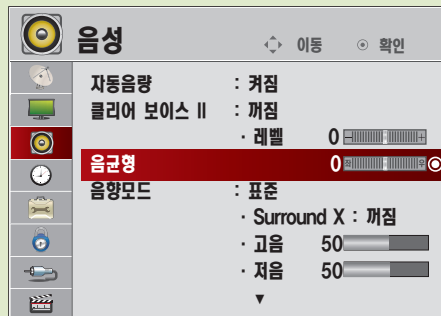 음성 이동 확인
자동음량 : 켜짐
클리어 보이스 II : 꺼짐
· 레벨 0 - +
음균형 0 좌 우
음향모드 : 표준
· Surround X : 꺼짐
· 고음 50
· 저음 50